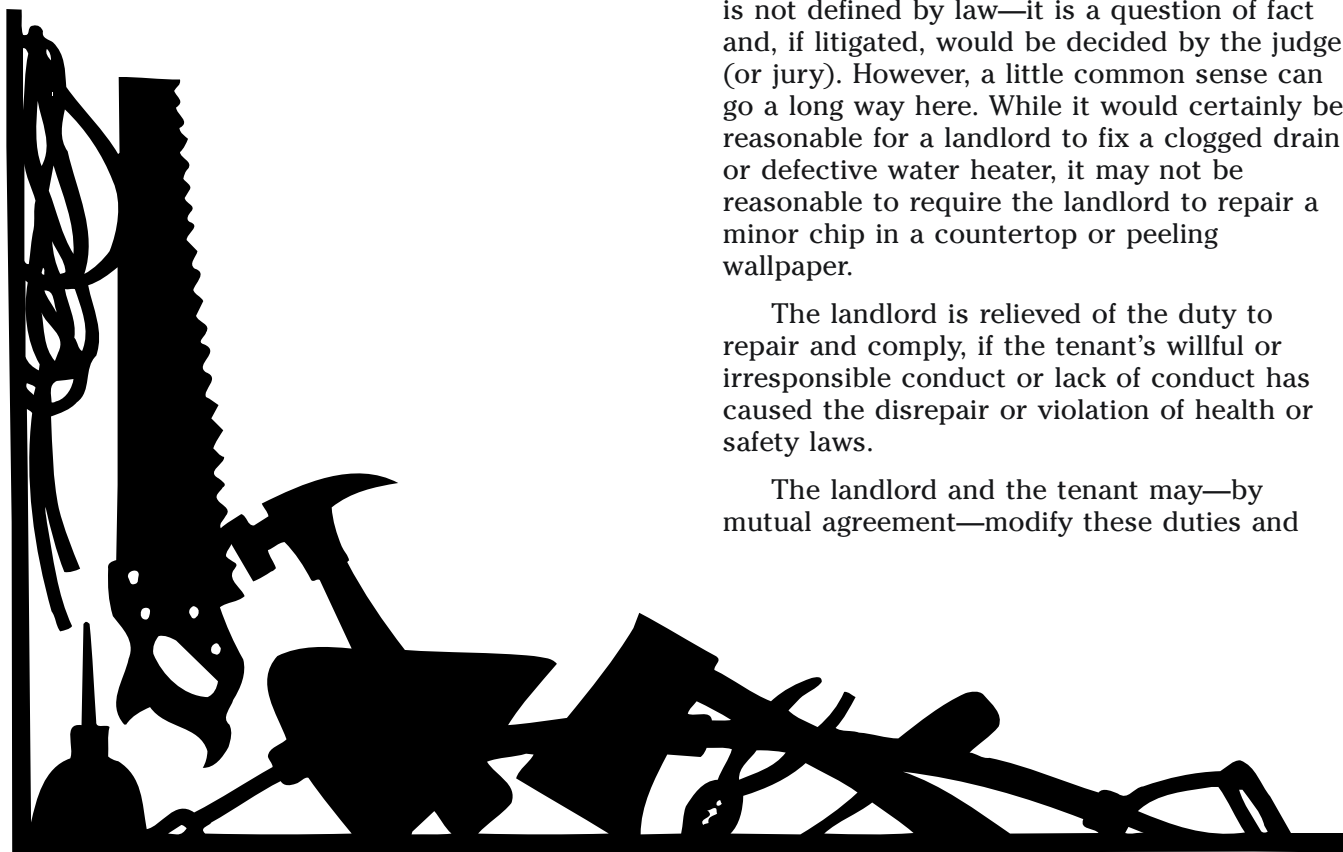 is not defined by law—it is a question of fact
and, if litigated, would be decided by the judge
(or jury). However, a little common sense can
go a long way here. While it would certainly be
reasonable for a landlord to fix a clogged drain
or defective water heater, it may not be
reasonable to require the landlord to repair a
minor chip in a countertop or peeling
wallpaper.
The landlord is relieved of the duty to
repair and comply, if the tenant’s willful or
irresponsible conduct or lack of conduct has
caused the disrepair or violation of health or
safety laws.
The landlord and the tenant may—by
mutual agreement—modify these duties and